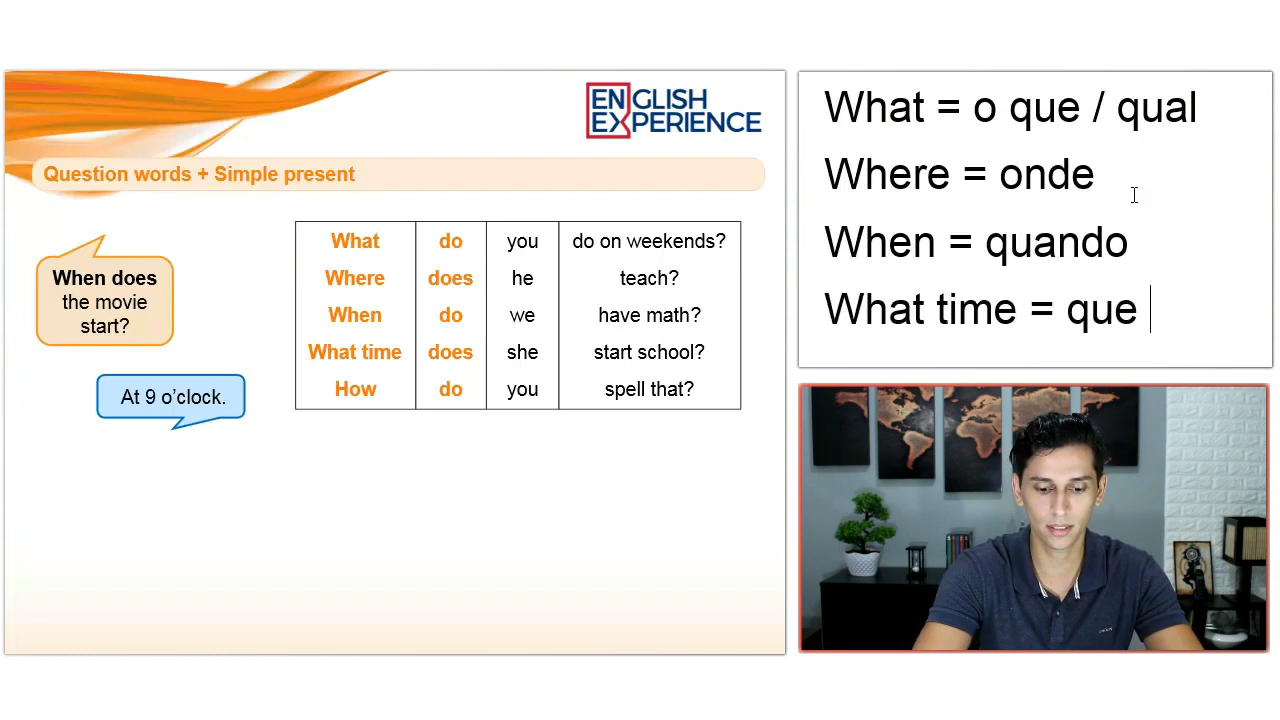 ENGLISH
EXPERIENCE
Question words + Simple present
When does
the movie
start?
At 9 o'clock.
What do you do on weekends?
Where does he teach?
When do we have math?
What time does she start school?
How do you spell that?
What = o que / qual
Where = onde
When = quando
What time = que